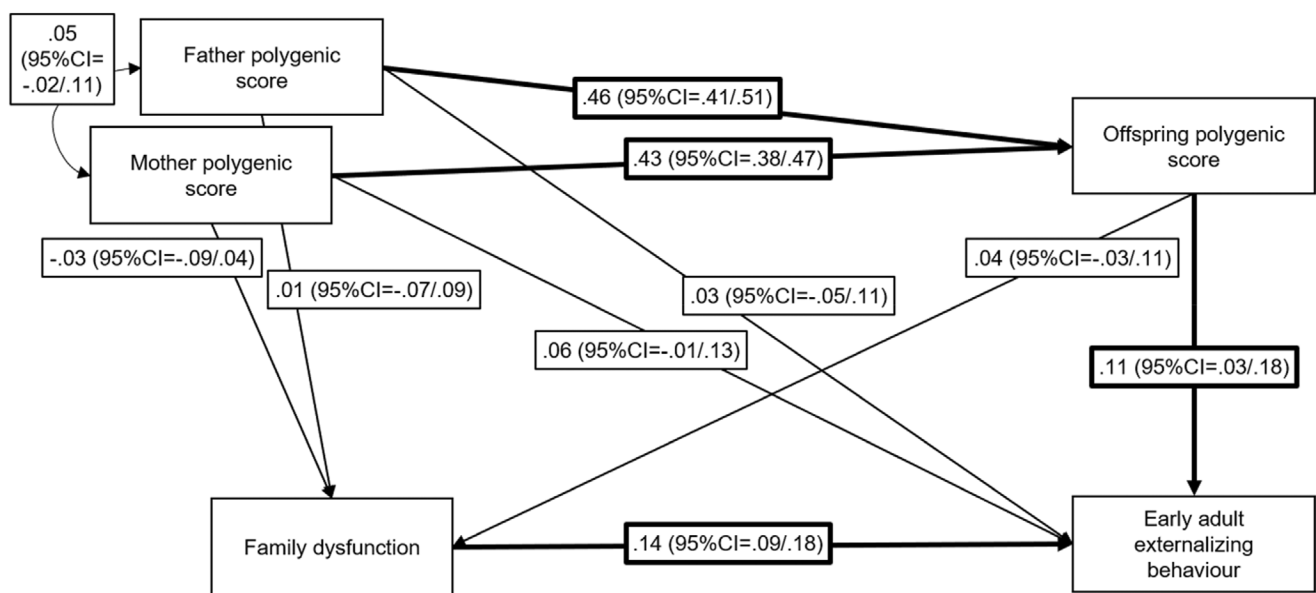 .05
(95%CI=
-.02/.11)
Father polygenic
score
Mother polygenic
score
.46 (95%CI=.41/.51)
.43 (95%CI=.38/.47)
Offspring polygenic
score
-.03 (95%CI=-.09/.04)
.01 (95%CI=-.07/.09)
.04 (95%CI=-.03/.11)
.03 (95%CI=-.05/.11)
.06 (95%CI=-.01/.13)
.11 (95%CI=.03/.18)
Family dysfunction
.14 (95%CI=.09/.18)
Early adult
externalizing
behaviour